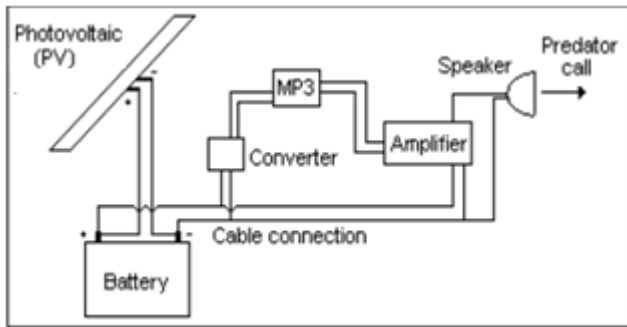 Photovoltaic
(PV)
-
+
MP3
Speaker
Predator
call
Converter
Amplifier
+
-
Cable connection
Battery